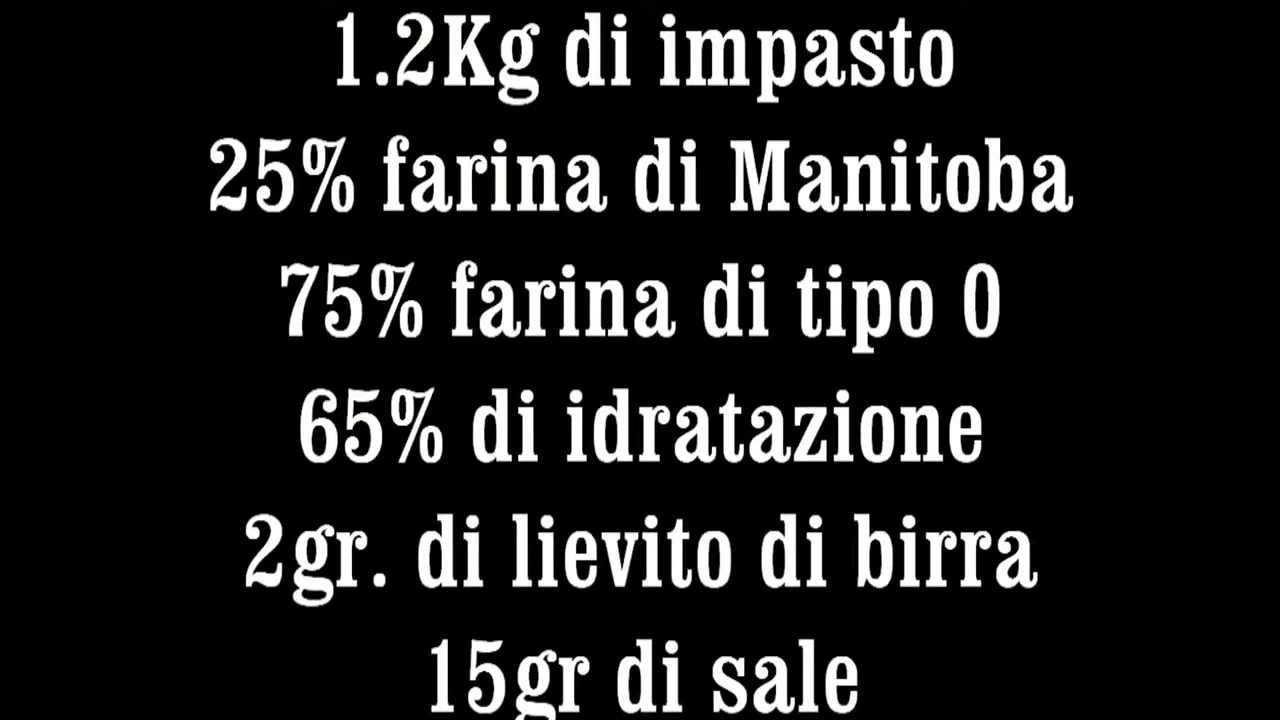 1.2Kg di impasto
25% farina di Manitoba
75% farina di tipo 0
65% di idratazione
2gr. di lievito di birra
15gr di sale